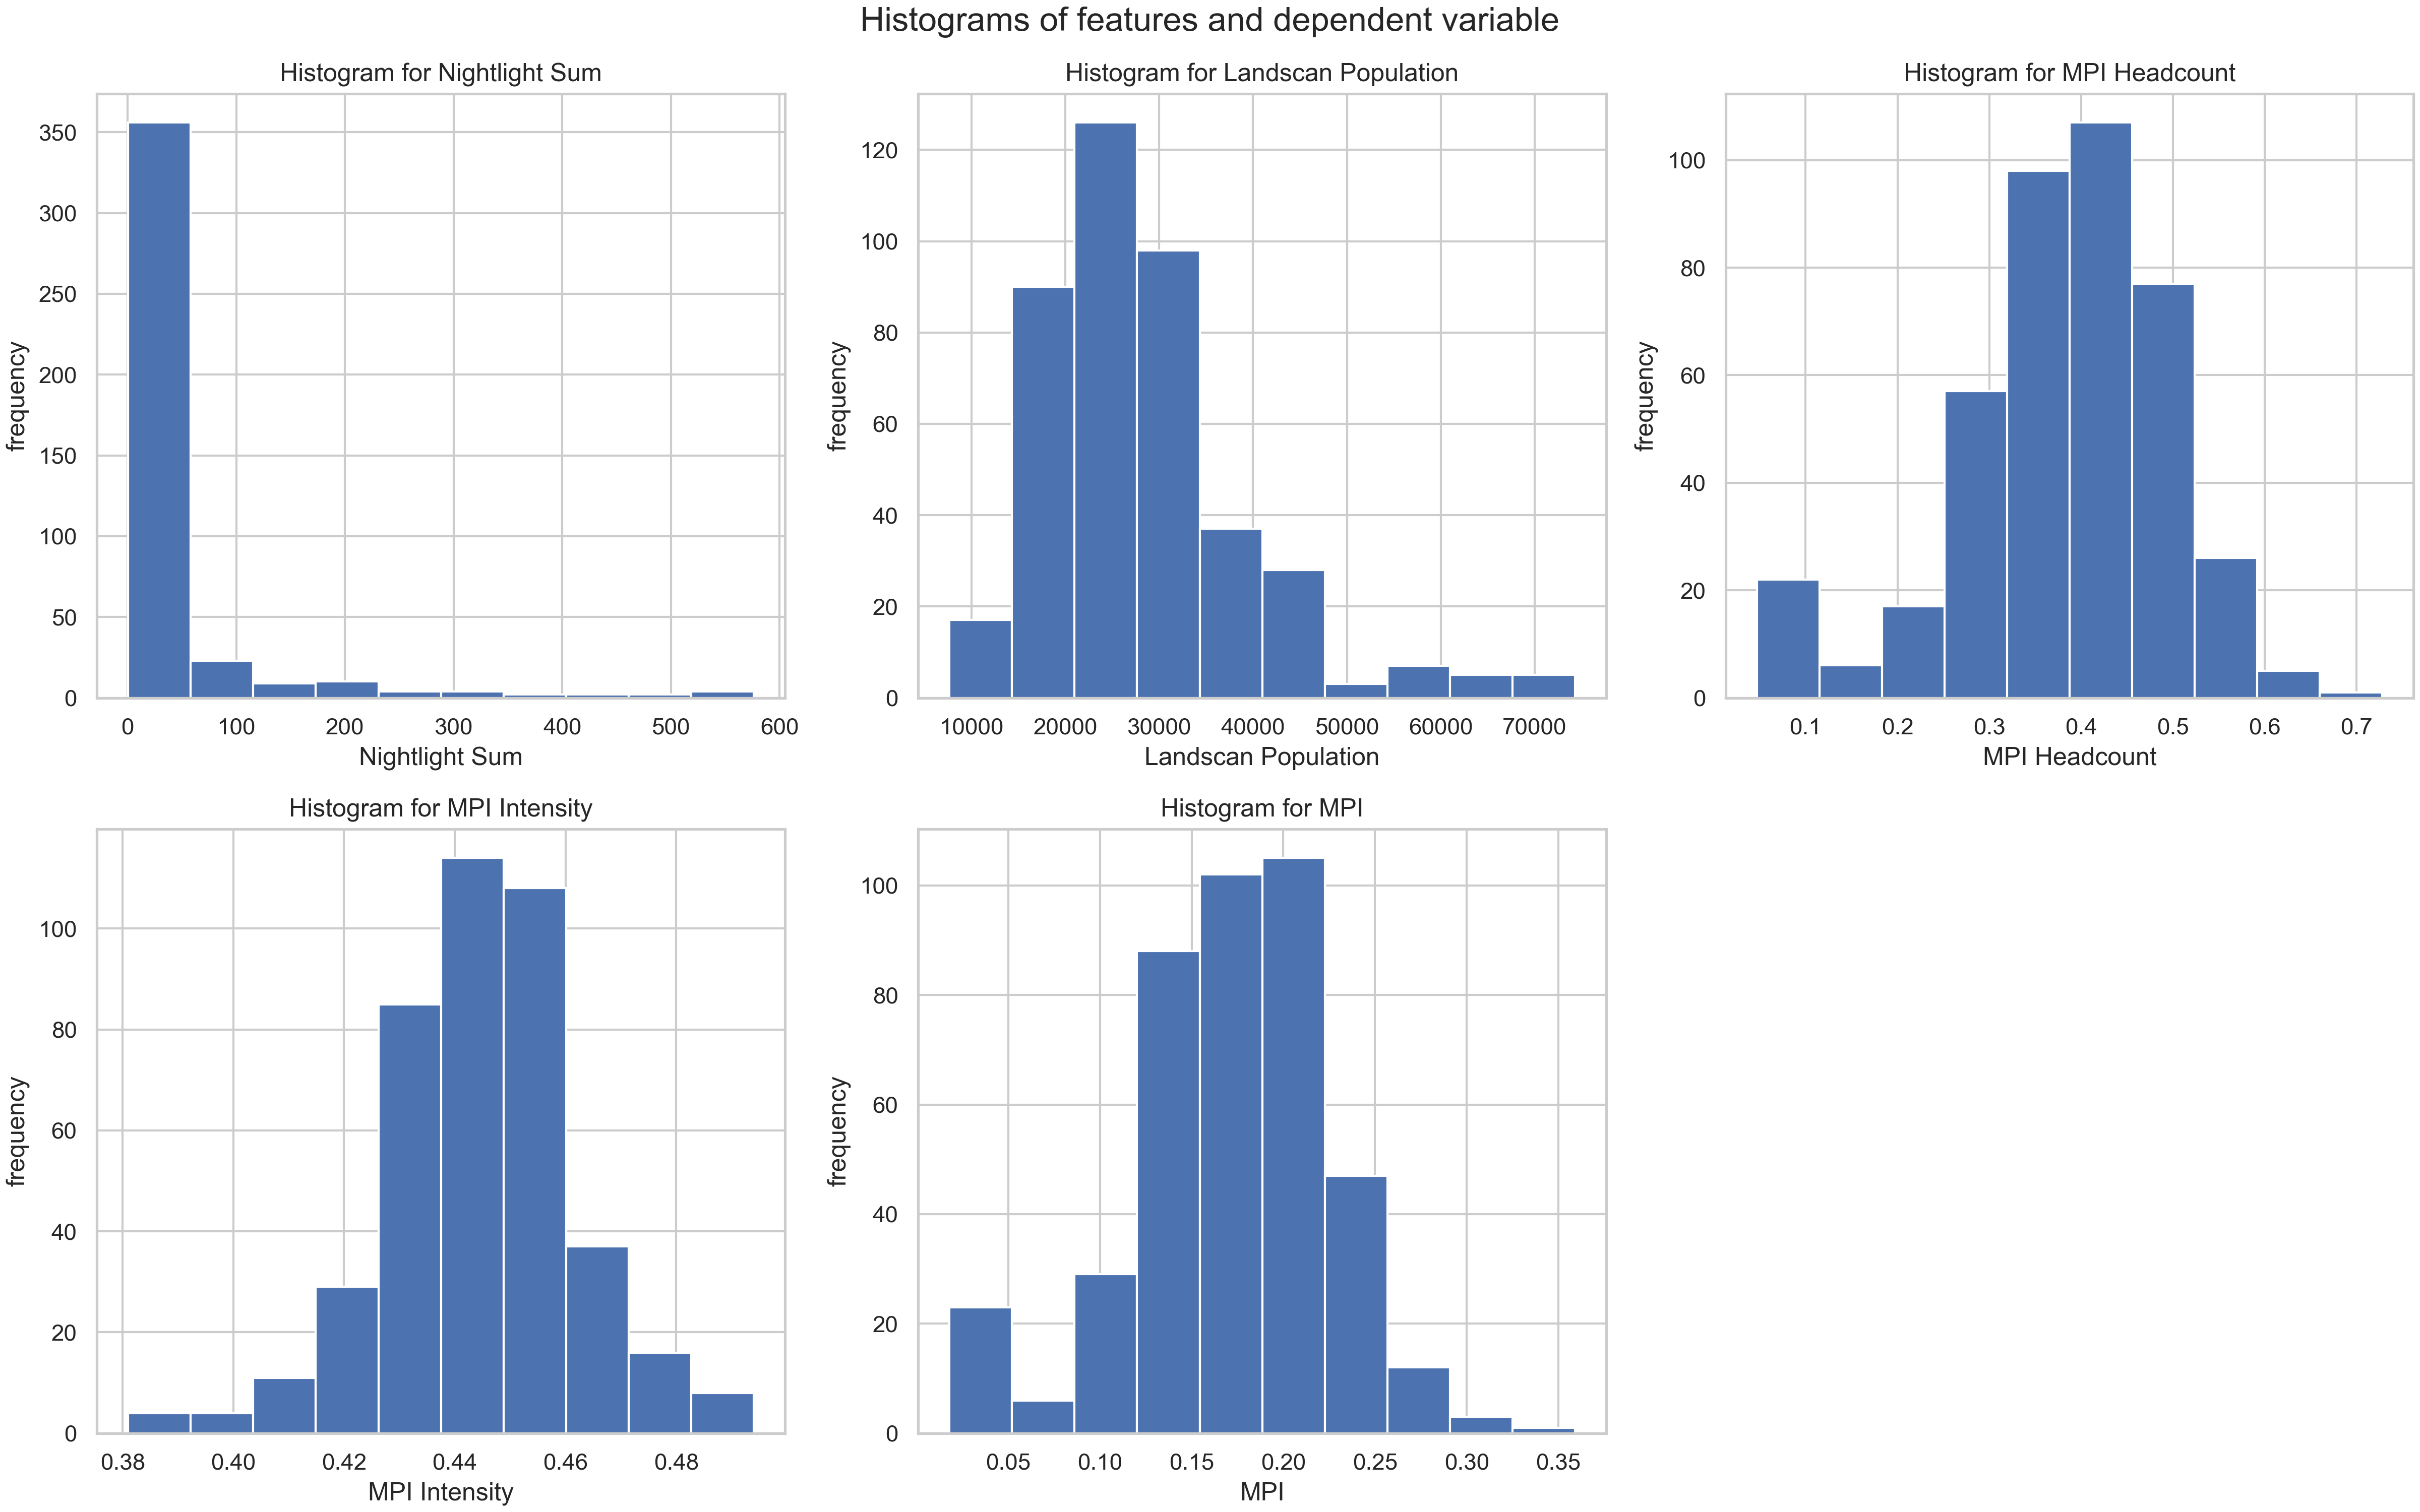 Histograms of features and dependent variable
Histogram for Nightlight Sum
frequency
350
300
250
200
150
100
50
0
0 100 200 300 400 500 600
Nightlight Sum
Histogram for Landscan Population
frequency
120
100
80
60
40
20
0
10000 20000 30000 40000 50000 60000 70000
Landscan Population
Histogram for MPI Headcount
frequency
100
80
60
40
20
0
0.1 0.2 0.3 0.4 0.5 0.6 0.7
MPI Headcount
Histogram for MPI Intensity
frequency
100
80
60
40
20
0
0.38 0.40 0.42 0.44 0.46 0.48
MPI Intensity
Histogram for MPI
frequency
100
80
60
40
20
0
0.05 0.10 0.15 0.20 0.25 0.30 0.35
MPI